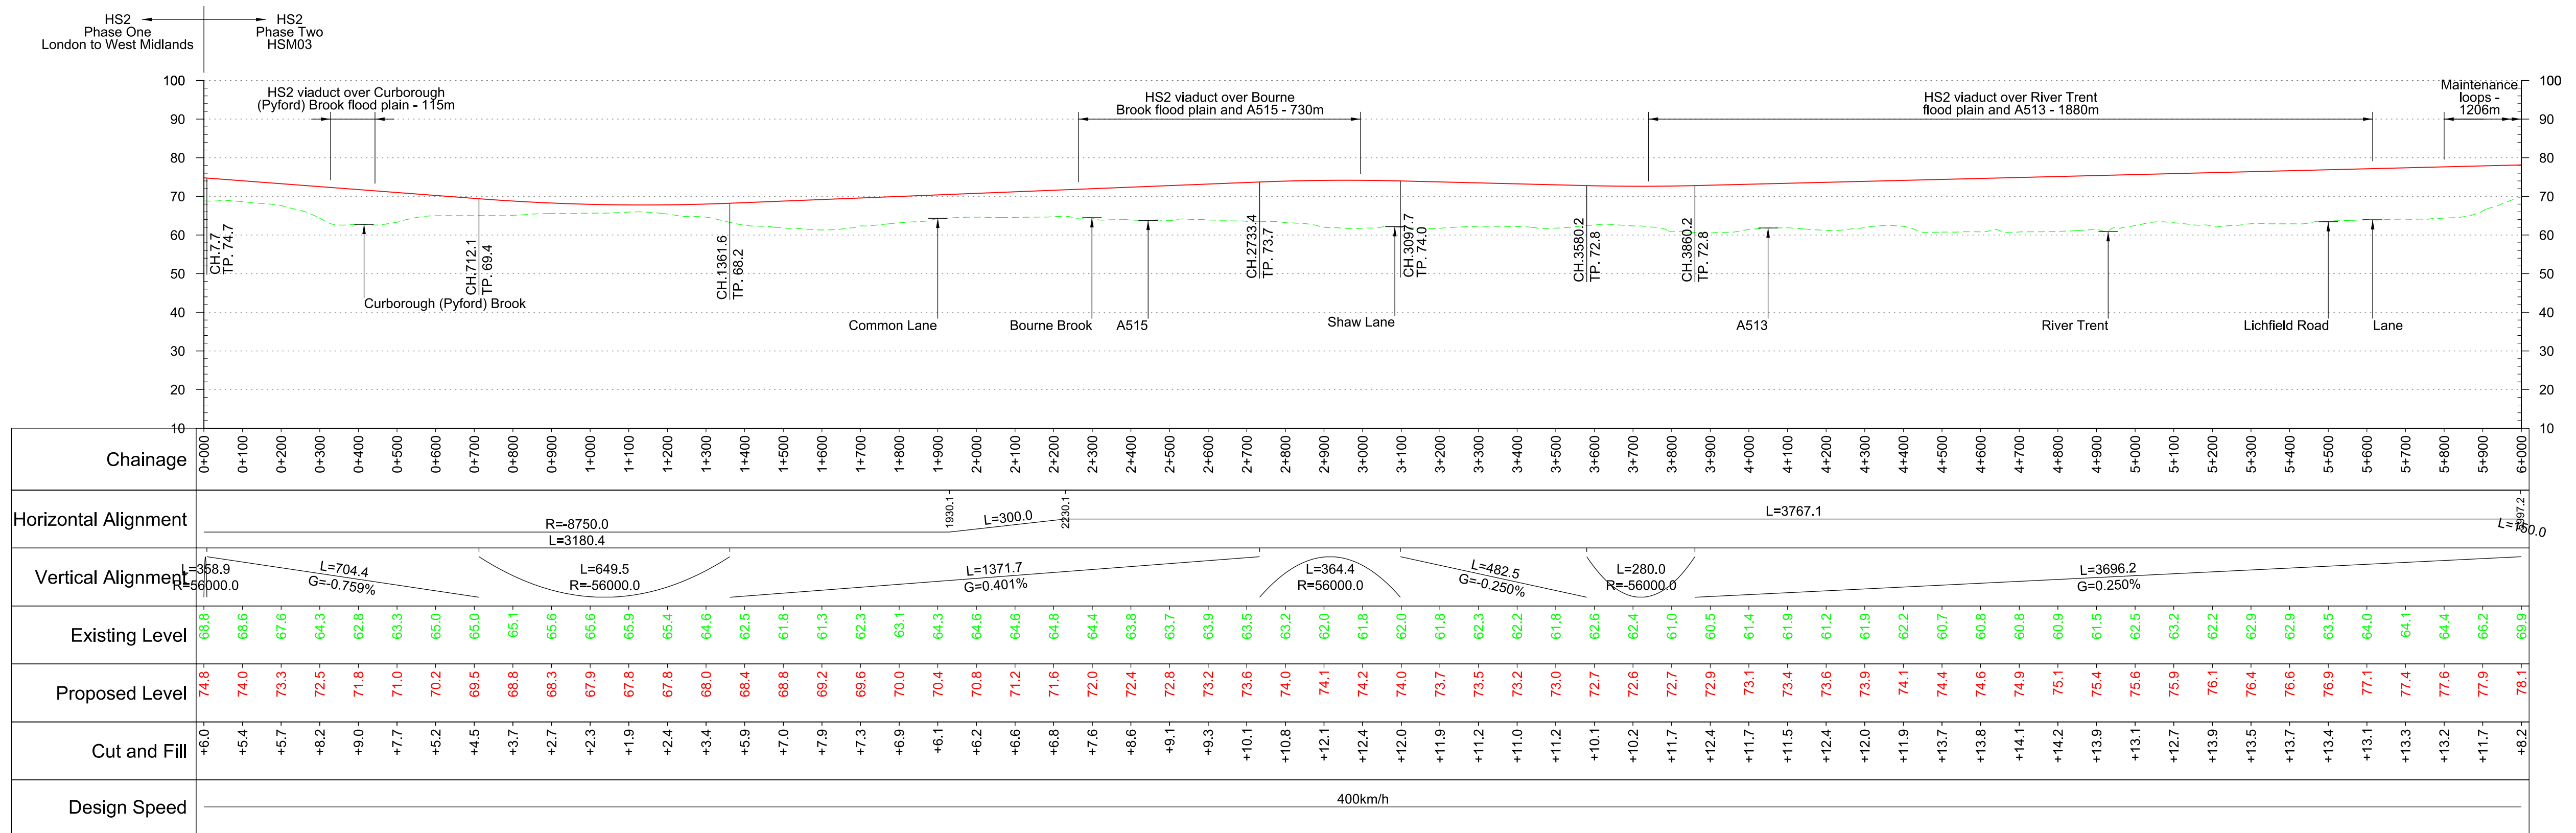 HS2 HS2
Phase One Phase Two
London to West Midlands HSM03
HS2 viaduct over Curborough
(Pyford) Brook flood plain - 115m
HS2 viaduct over Bourne
Brook flood plain and A515 - 730m
HS2 viaduct over River Trent
flood plain and A513 - 1880m
Maintenance
loops -
1206m
100 100
90 90
80 80
70 70
60 60
50 50
40 40
30 30
20 20
10 10
CH.7.7
TP. 74.7
CH.712.1
TP. 69.4
CH.1361.6
TP. 68.2
CH.2733.4
TP. 73.7
CH.3097.7
TP. 74.0
CH.3580.2
TP. 72.8
CH.3860.2
TP. 72.8
Curborough (Pyford) Brook
Common Lane
Bourne Brook
A515
Shaw Lane
A513
River Trent
Lichfield Road
Lane
Chainage 0+000 0+100 0+200 0+300 0+400 0+500 0+600 0+700 0+800 0+900 1+000 1+100 1+200 1+300 1+400 1+500 1+600 1+700 1+800 1+900 2+000 2+100 2+200 2+300 2+400 2+500 2+600 2+700 2+800 2+900 3+000 3+100 3+200 3+300 3+400 3+500 3+600 3+700 3+800 3+900 4+000 4+100 4+200 4+300 4+400 4+500 4+600 4+700 4+800 4+900 5+000 5+100 5+200 5+300 5+400 5+500 5+600 5+700 5+800 5+900 6+000
Horizontal Alignment
R=-8750.0
L=3180.4
1930.1
L=300.0
2230.1
L=3767.1
L=150.0
Vertical Alignment
L=358.9
R=56000.0
L=704.4
G=-0.759%
L=649.5
R=-56000.0
L=1371.7
G=0.401%
L=364.4
R=56000.0
L=482.5
G=-0.250%
L=280.0
R=-56000.0
L=3696.2
G=0.250%
Existing Level 68.8 68.6 67.6 64.3 62.8 63.3 65.0 65.0 65.1 65.6 65.6 65.9 65.4 64.6 62.5 61.8 61.3 62.3 63.1 64.3 64.6 64.6 64.8 64.4 63.8 63.7 63.9 63.5 63.2 62.0 61.8 62.0 61.8 62.3 62.2 61.8 62.6 62.4 61.0 60.5 61.4 61.9 61.2 61.9 62.2 60.7 60.8 60.8 60.9 61.5 62.5 63.2 62.2 62.9 62.9 63.5 64.0 64.1 64.4 66.2 69.9
Proposed Level 74.8 74.0 73.3 72.5 71.8 71.0 70.2 69.5 68.8 68.3 67.9 67.8 67.8 68.0 68.4 68.8 69.2 69.6 70.0 70.4 70.8 71.2 71.6 72.0 72.4 72.8 73.2 73.6 74.0 74.1 74.2 74.0 73.7 73.5 73.2 73.0 72.7 72.6 72.7 72.9 73.1 73.4 73.6 73.9 74.1 74.4 74.6 74.9 75.1 75.4 75.6 75.9 76.1 76.4 76.6 76.9 77.1 77.4 77.6 77.9 78.1
Cut and Fill +6.0 +5.4 +5.7 +8.2 +9.0 +7.7 +5.2 +4.5 +3.7 +2.7 +2.3 +1.9 +2.4 +3.4 +5.9 +7.0 +7.9 +7.3 +6.9 +6.1 +6.2 +6.6 +6.8 +7.6 +8.6 +9.1 +9.3 +10.1 +10.8 +12.1 +12.4 +12.0 +11.9 +11.2 +11.0 +11.2 +10.1 +10.2 +11.7 +12.4 +11.7 +11.5 +12.4 +12.0 +11.9 +13.7 +13.8 +14.1 +14.2 +13.9 +13.1 +12.7 +13.9 +13.5 +13.7 +13.4 +13.1 +13.3 +13.2 +11.7 +8.2
Design Speed 400km/h